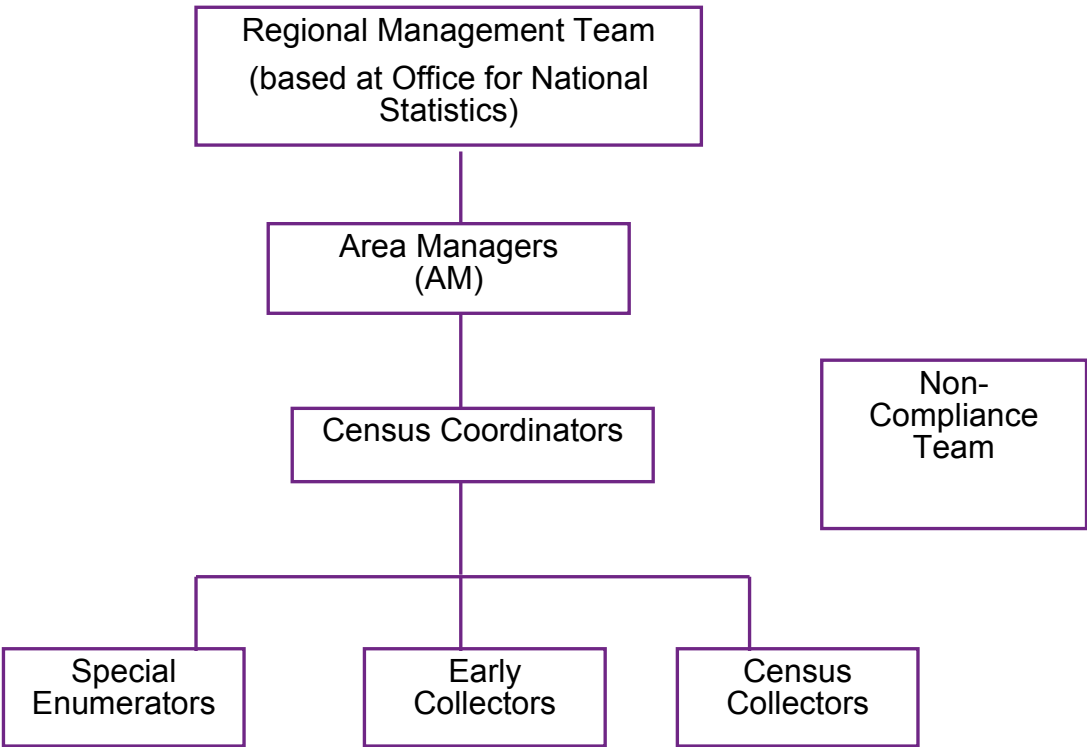 Regional Management Team
(based at Office for National
Statistics)
Area Managers
(AM)
Census Coordinators
Non-
Compliance
Team
Special
Enumerators
Early
Collectors
Census
Collectors